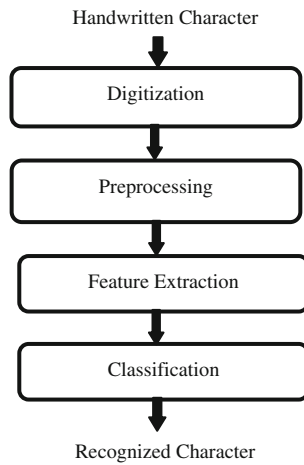 Handwritten Character
Digitization
Preprocessing
Feature Extraction
Classification
Recognized Character